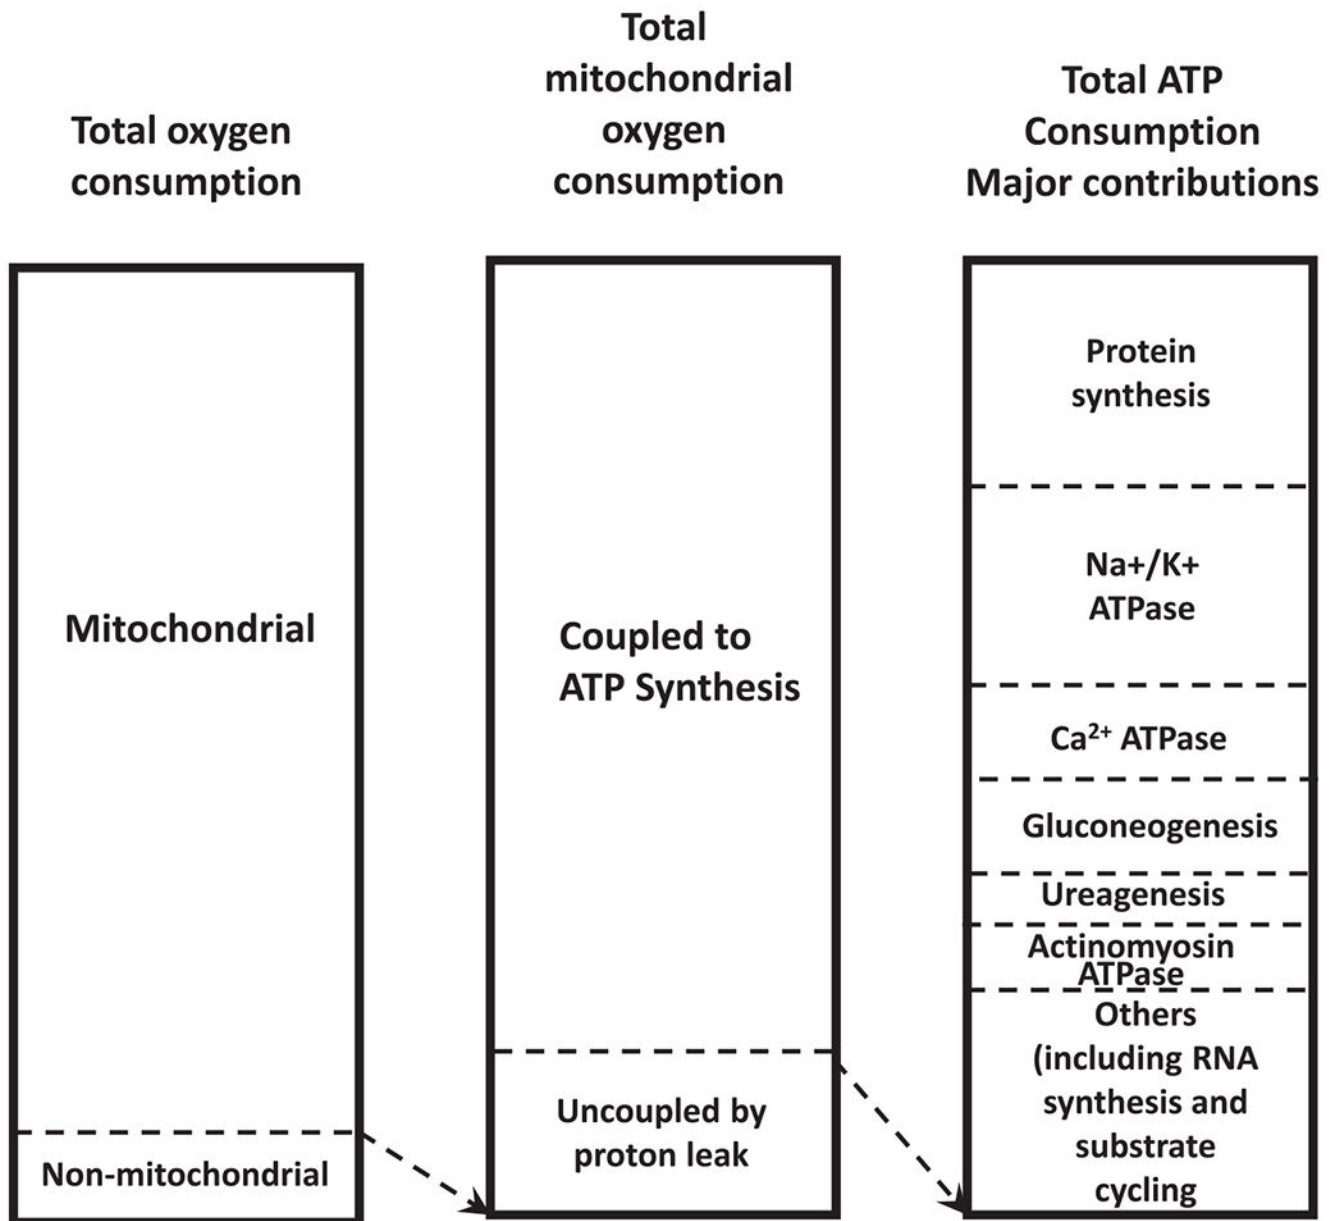 Total oxygen
consumption
Total
mitochondrial
oxygen
consumption
Total ATP
Consumption
Major contributions
Mitochondrial
Non-mitochondrial
Coupled to
ATP Synthesis
Uncoupled by
proton leak
Protein
synthesis
Na+/K+
ATPase
Ca²⁺ ATPase
Gluconeogenesis
Ureagenesis
Actinomyosin
ATPase
Others
(including RNA
synthesis and
substrate
cycling